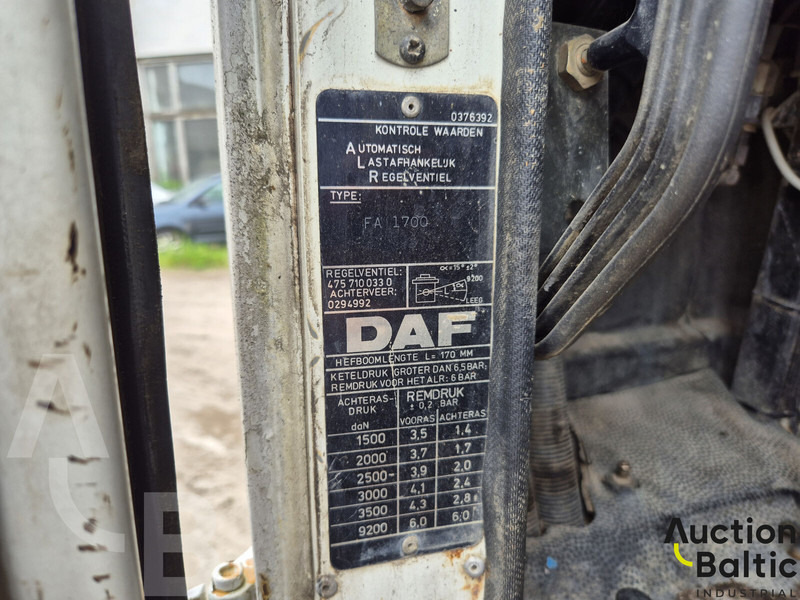 0376392
KONTROLE WAARDEN
AUTOMATISCH
LASTAFHANKELIJK
REGELVENTIEL
TYPE:
FA 1700
REGELVENTIEL:
475 710 033 0
ACHTERVEER:
0294992
α=15° ±2°
9200
LEEG
DAF
HEFBOOMLENGTE L= 170 MM
KETELDRUK GROTER DAN 6,5 BAR;
REMDRUK VOOR HET ALR: 6 BAR
ACHTERAS- REMDRUK
DRUK ± 0,2 BAR
daN VOORAS ACHTERAS
1500 3,5 1,4
2000 3,7 1,7
2500 3,9 2,0
3000 4,1 2,4
3500 4,3 2,8
9200 6,0 6,0
Auction
Baltic
INDUSTRIAL